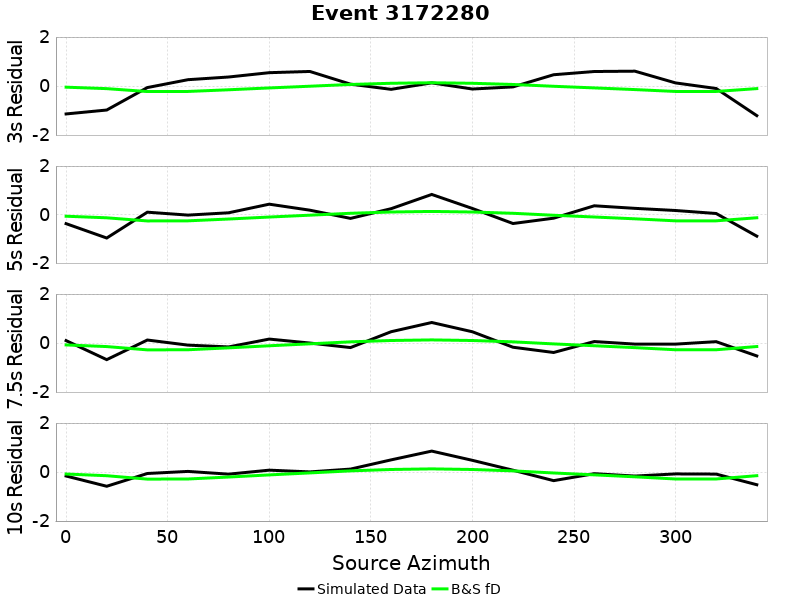 Event 3172280
3s Residual
2
0
-2
5s Residual
2
0
-2
7.5s Residual
2
0
-2
10s Residual
2
0
-2
0 50 100 150 200 250 300
Source Azimuth
Simulated Data B&S fD